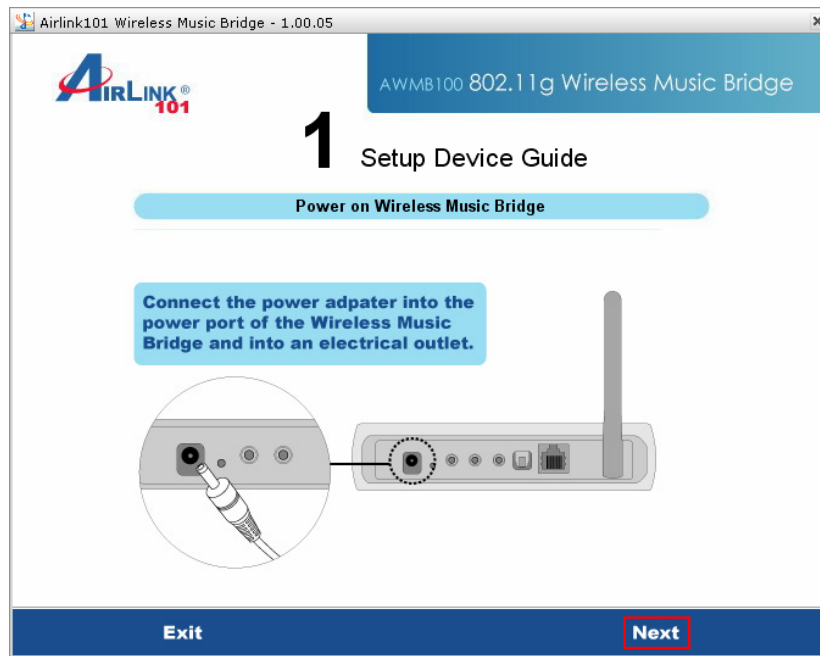 Airlink101 Wireless Music Bridge - 1.00.05
AIRLINK®
101
AWMB100 802.11g Wireless Music Bridge
1 Setup Device Guide
Power on Wireless Music Bridge
Connect the power adpater into the
power port of the Wireless Music
Bridge and into an electrical outlet.
Exit
Next